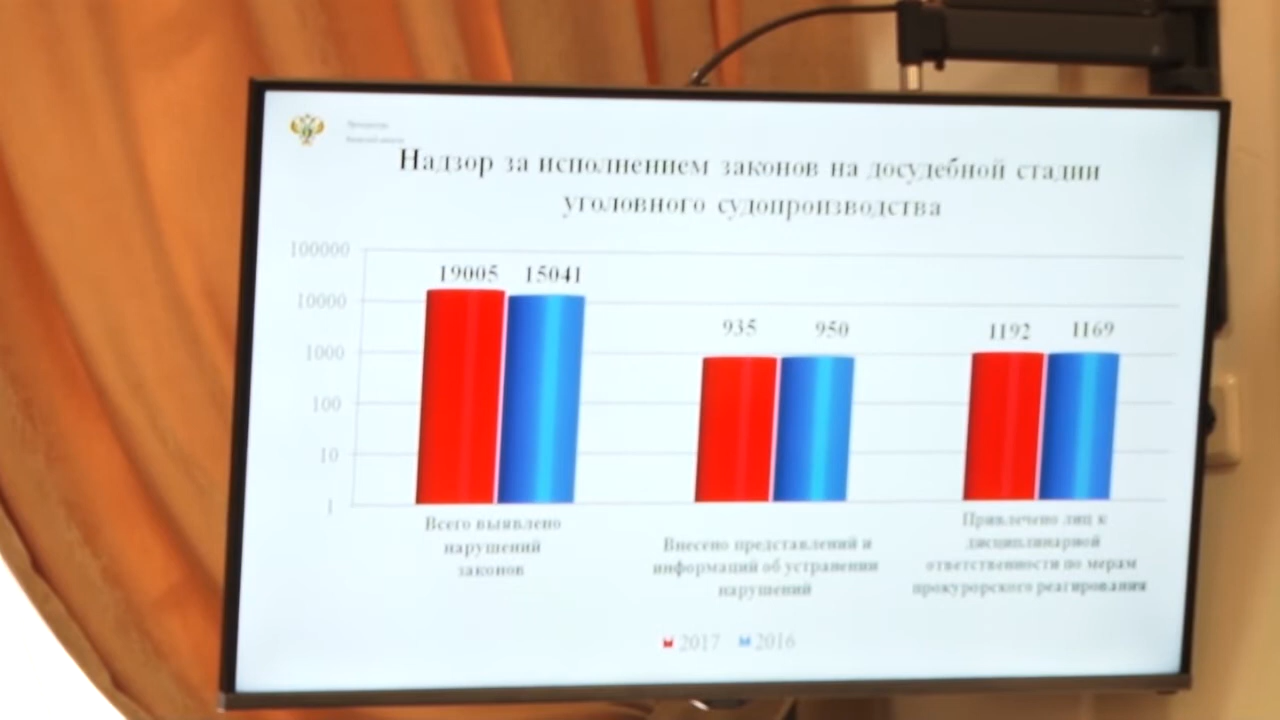 Прокуратура
Надзор за исполнением законов на досудебной стадии
уголовного судопроизводства
100000
10000
1000
100
10
1
19005 15041
935 950
1192 1169
Всего выявлено
нарушений
законов
Внесено представлений и
информаций об устранении
нарушений
Привлечено лиц к
дисциплинарной
ответственности по мерам
прокурорского реагирования
2017 2016